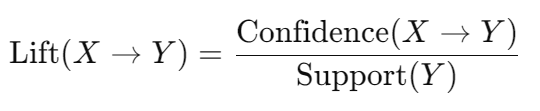 Lift(X → Y) = Confidence(X → Y) / Support(Y)